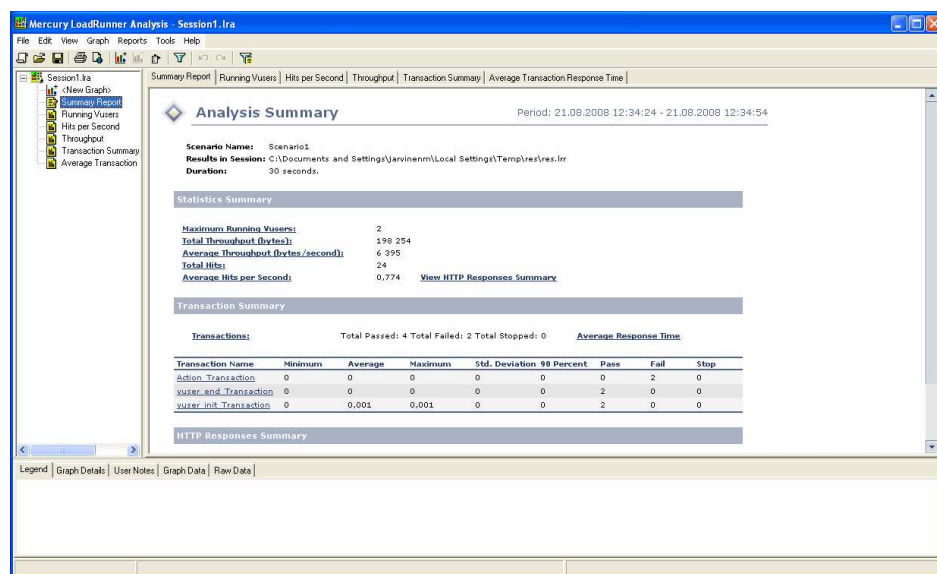 Mercury LoadRunner Analysis - Session1.lra
File Edit View Graph Reports Tools Help
Session1.lra
<New Graph>
Summary Report
Running Vusers
Hits per Second
Throughput
Transaction Summary
Average Transaction
Summary Report Running Vusers Hits per Second Throughput Transaction Summary Average Transaction Response Time
Analysis Summary Period: 21.08.2008 12:34:24 - 21.08.2008 12:34:54
Scenario Name: Scenario1
Results in Session: C:\Documents and Settings\jarvinenm\Local Settings\Temp\res\res.lrr
Duration: 30 seconds.
Statistics Summary
Maximum Running Vusers: 2
Total Throughput (bytes): 198 254
Average Throughput (bytes/second): 6 395
Total Hits: 24
Average Hits per Second: 0,774 View HTTP Responses Summary
Transaction Summary
Transactions: Total Passed: 4 Total Failed: 2 Total Stopped: 0 Average Response Time
Transaction Name Minimum Average Maximum Std. Deviation 90 Percent Pass Fail Stop
Action_Transaction 0 0 0 0 0 0 2 0
vuser_end_Transaction 0 0 0 0 0 2 0 0
vuser_init_Transaction 0 0,001 0,001 0 0 2 0 0
HTTP Responses Summary
Legend Graph Details User Notes Graph Data Raw Data